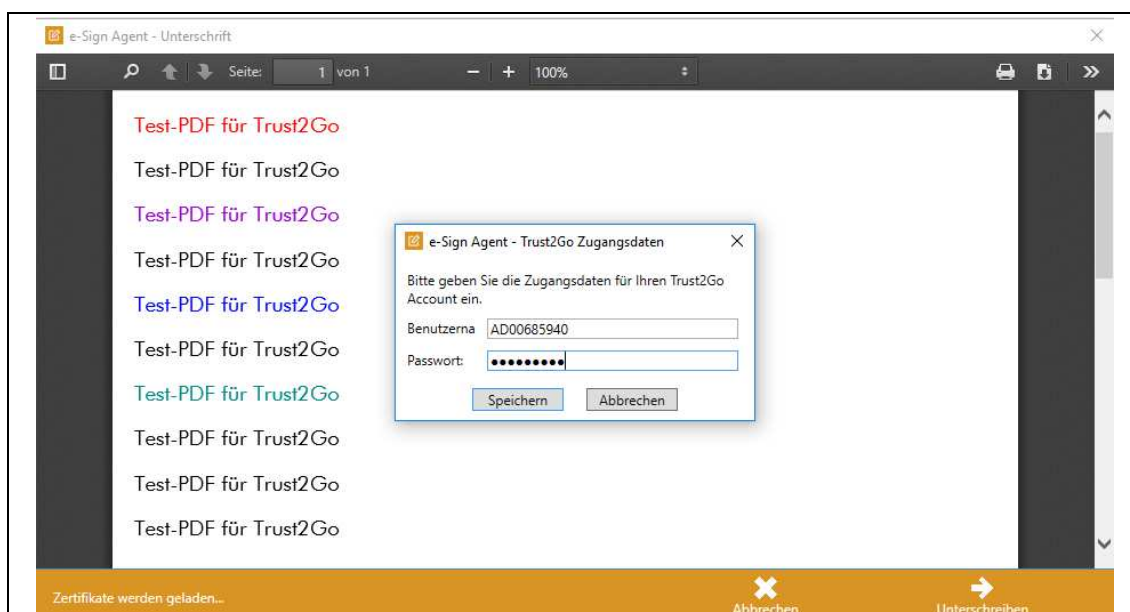 e-Sign Agent - Unterschrift
Seite: 1 von 1 100%
Test-PDF für Trust2Go
Test-PDF für Trust2Go
Test-PDF für Trust2Go
Test-PDF für Trust2Go
Test-PDF für Trust2Go
Test-PDF für Trust2Go
Test-PDF für Trust2Go
Test-PDF für Trust2Go
Test-PDF für Trust2Go
Test-PDF für Trust2Go
e-Sign Agent - Trust2Go Zugangsdaten
Bitte geben Sie die Zugangsdaten für Ihren Trust2Go
Account ein.
Benutzerna AD00685940
Passwort: ●●●●●●●●●
Speichern Abbrechen
Zertifikate werden geladen...
Abbrechen Unterschreiben